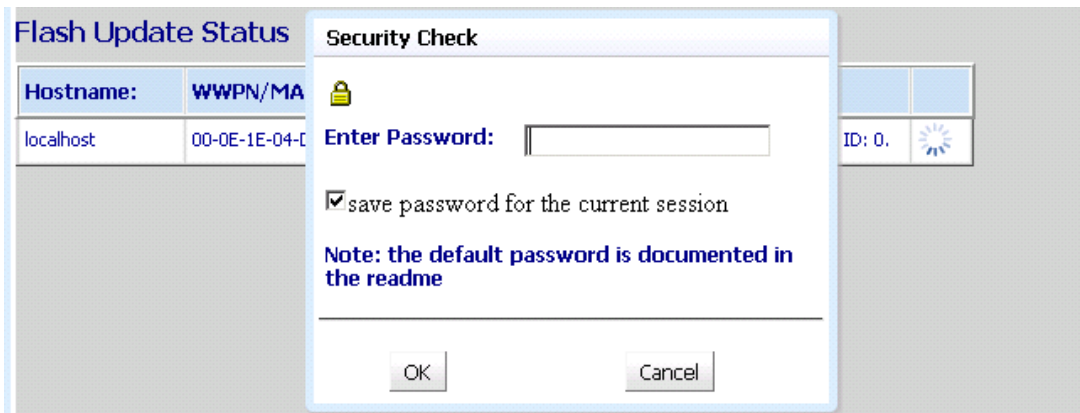 Flash Update Status
Hostname: WWPN/MA
localhost 00-0E-1E-04- ID: 0.
Security Check
Enter Password:
save password for the current session
Note: the default password is documented in
the readme
OK Cancel